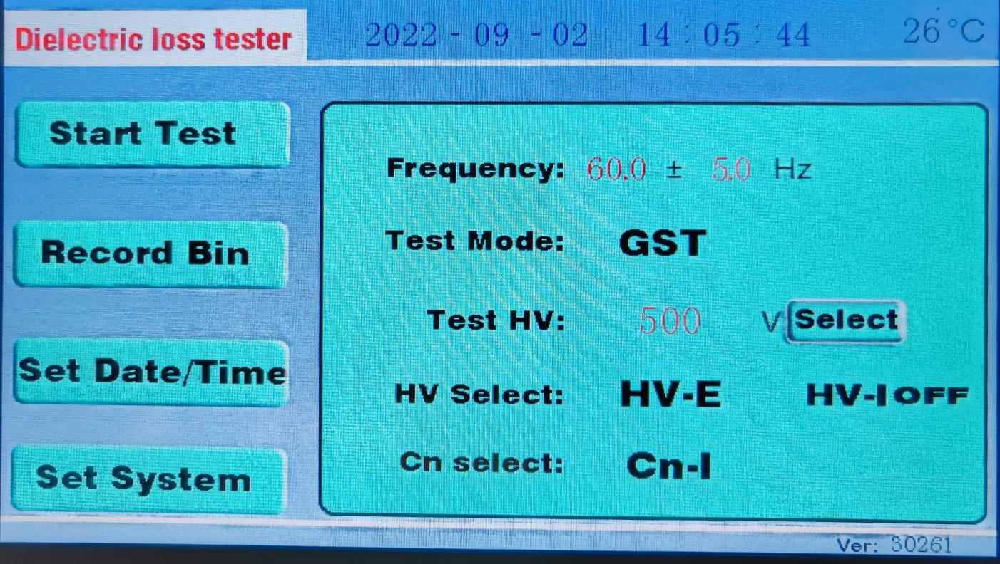 Dielectric loss tester
2022 - 09 - 02 14 : 05 : 44 26 °C
Start Test
Record Bin
Set Date/Time
Set System
Frequency: 60.0 ± 5.0 Hz
Test Mode: GST
Test HV: 500 V Select
HV Select: HV-E HV-I OFF
Cn select: Cn-I
Ver: 30261